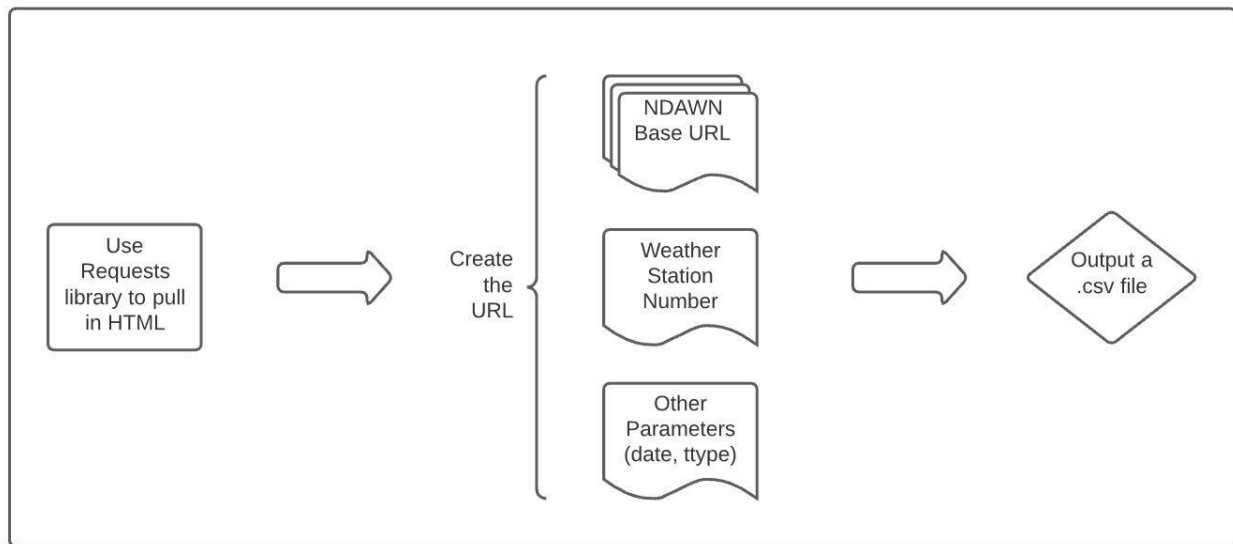 Use
Requests
library to pull
in HTML
Create
the
URL
NDAWN
Base URL
Weather
Station
Number
Other
Parameters
(date, ttype)
Output a
.csv file